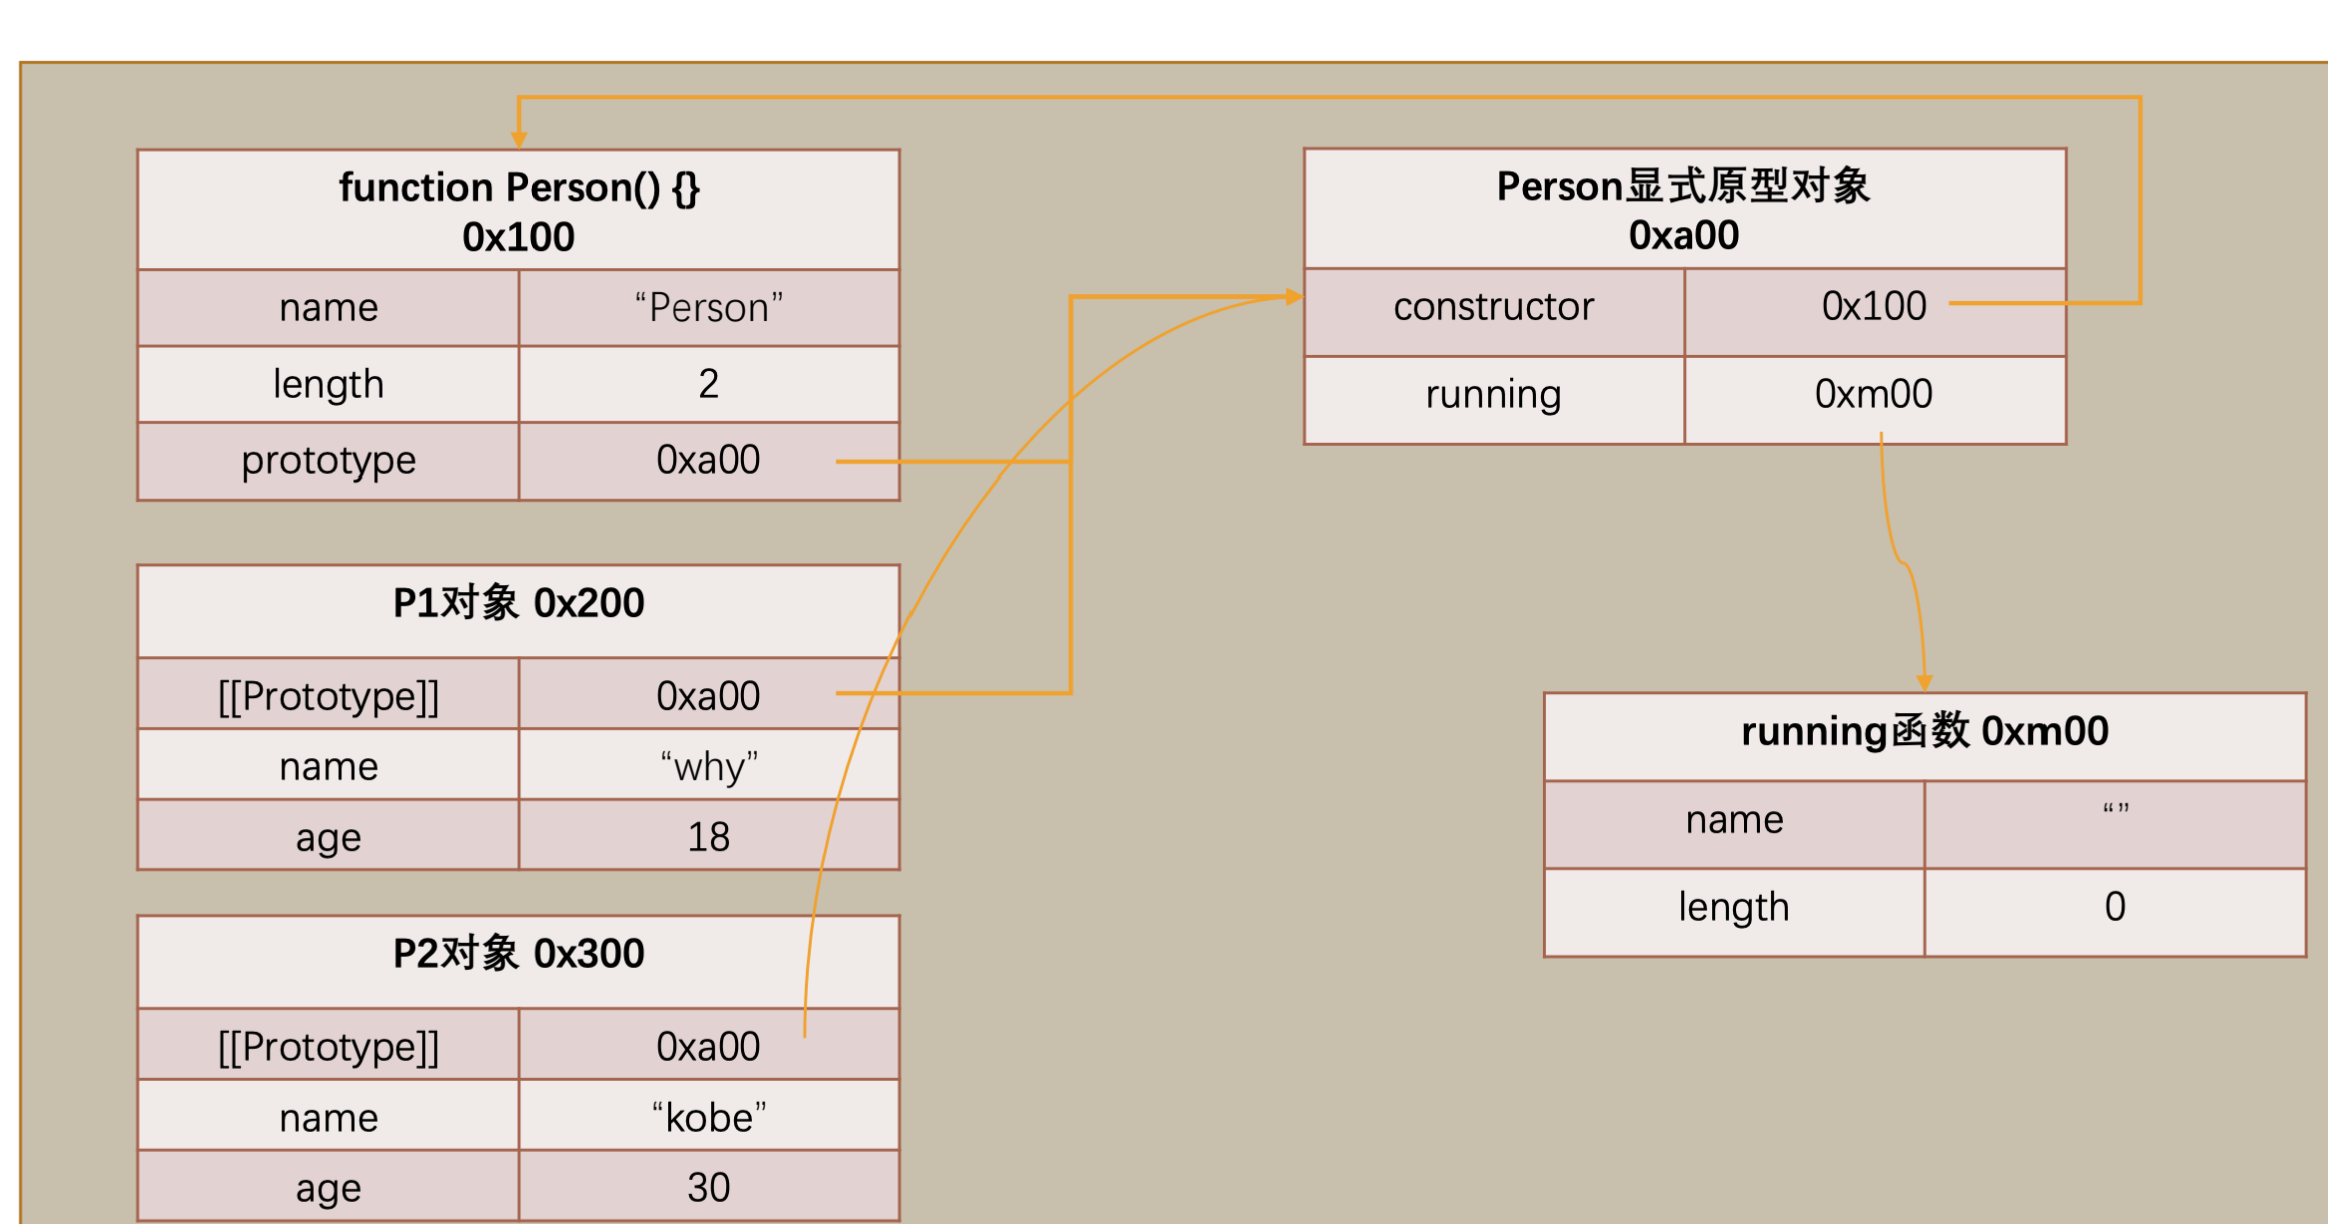 function Person() {}
0x100
name “Person”
length 2
prototype 0xa00
P1对象 0x200
[[Prototype]] 0xa00
name “why”
age 18
P2对象 0x300
[[Prototype]] 0xa00
name “kobe”
age 30
Person显式原型对象
0xa00
constructor 0x100
running 0xm00
running函数 0xm00
name “”
length 0